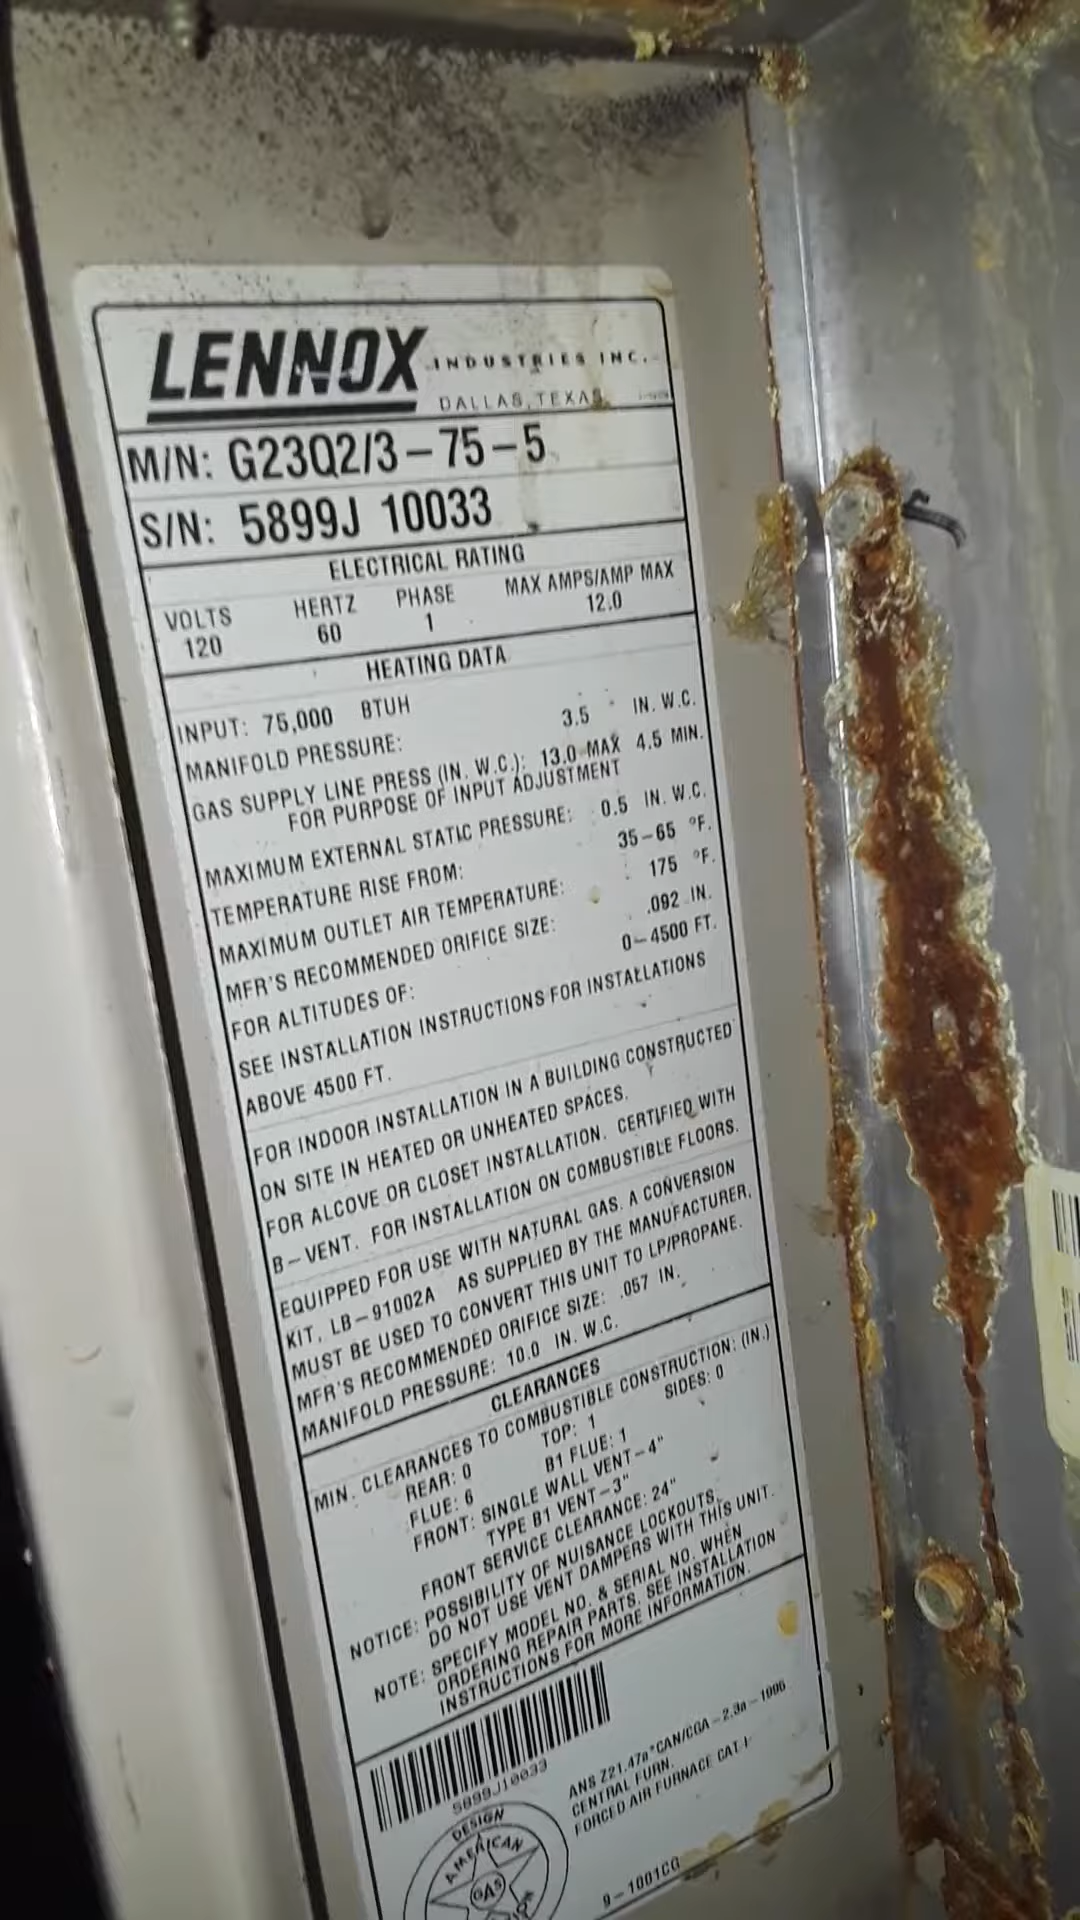 LENNOX INDUSTRIES INC.
DALLAS, TEXAS
M/N: G23Q2/3-75-5
S/N: 5899J 10033
ELECTRICAL RATING
VOLTS HERTZ PHASE MAX AMPS/AMP MAX
120 60 1 12.0
HEATING DATA
INPUT: 75,000 BTUH
MANIFOLD PRESSURE: 3.5 IN. W.C.
GAS SUPPLY LINE PRESS (IN. W.C.): 13.0 MAX 4.5 MIN.
FOR PURPOSE OF INPUT ADJUSTMENT
MAXIMUM EXTERNAL STATIC PRESSURE: 0.5 IN. W.C.
TEMPERATURE RISE FROM: 35-65 °F.
MAXIMUM OUTLET AIR TEMPERATURE: 175 °F.
MFR'S RECOMMENDED ORIFICE SIZE: .092 IN.
FOR ALTITUDES OF: 0-4500 FT.
SEE INSTALLATION INSTRUCTIONS FOR INSTALLATIONS
ABOVE 4500 FT.
FOR INDOOR INSTALLATION IN A BUILDING CONSTRUCTED
ON SITE IN HEATED OR UNHEATED SPACES.
FOR ALCOVE OR CLOSET INSTALLATION. CERTIFIED WITH
B-VENT. FOR INSTALLATION ON COMBUSTIBLE FLOORS.
EQUIPPED FOR USE WITH NATURAL GAS. A CONVERSION
KIT, LB-91002A AS SUPPLIED BY THE MANUFACTURER,
MUST BE USED TO CONVERT THIS UNIT TO LP/PROPANE.
MFR'S RECOMMENDED ORIFICE SIZE: .057 IN.
MANIFOLD PRESSURE: 10.0 IN. W.C.
CLEARANCES
MIN. CLEARANCES TO COMBUSTIBLE CONSTRUCTION: (IN.)
REAR: 0 TOP: 1 SIDES: 0
FLUE: 6 B1 FLUE: 1
FRONT: SINGLE WALL VENT-4"
TYPE B1 VENT-3"
FRONT SERVICE CLEARANCE: 24"
NOTICE: POSSIBILITY OF NUISANCE LOCKOUTS,
DO NOT USE VENT DAMPERS WITH THIS UNIT.
NOTE: SPECIFY MODEL NO. & SERIAL NO. WHEN
ORDERING REPAIR PARTS. SEE INSTALLATION
INSTRUCTIONS FOR MORE INFORMATION.
5899J10033
ANS Z21.47a*CAN/CGA-2.3a-1996
CENTRAL FURN.
FORCED AIR FURNACE CAT I
DESIGN
AMERICAN
GAS
9-1001CG